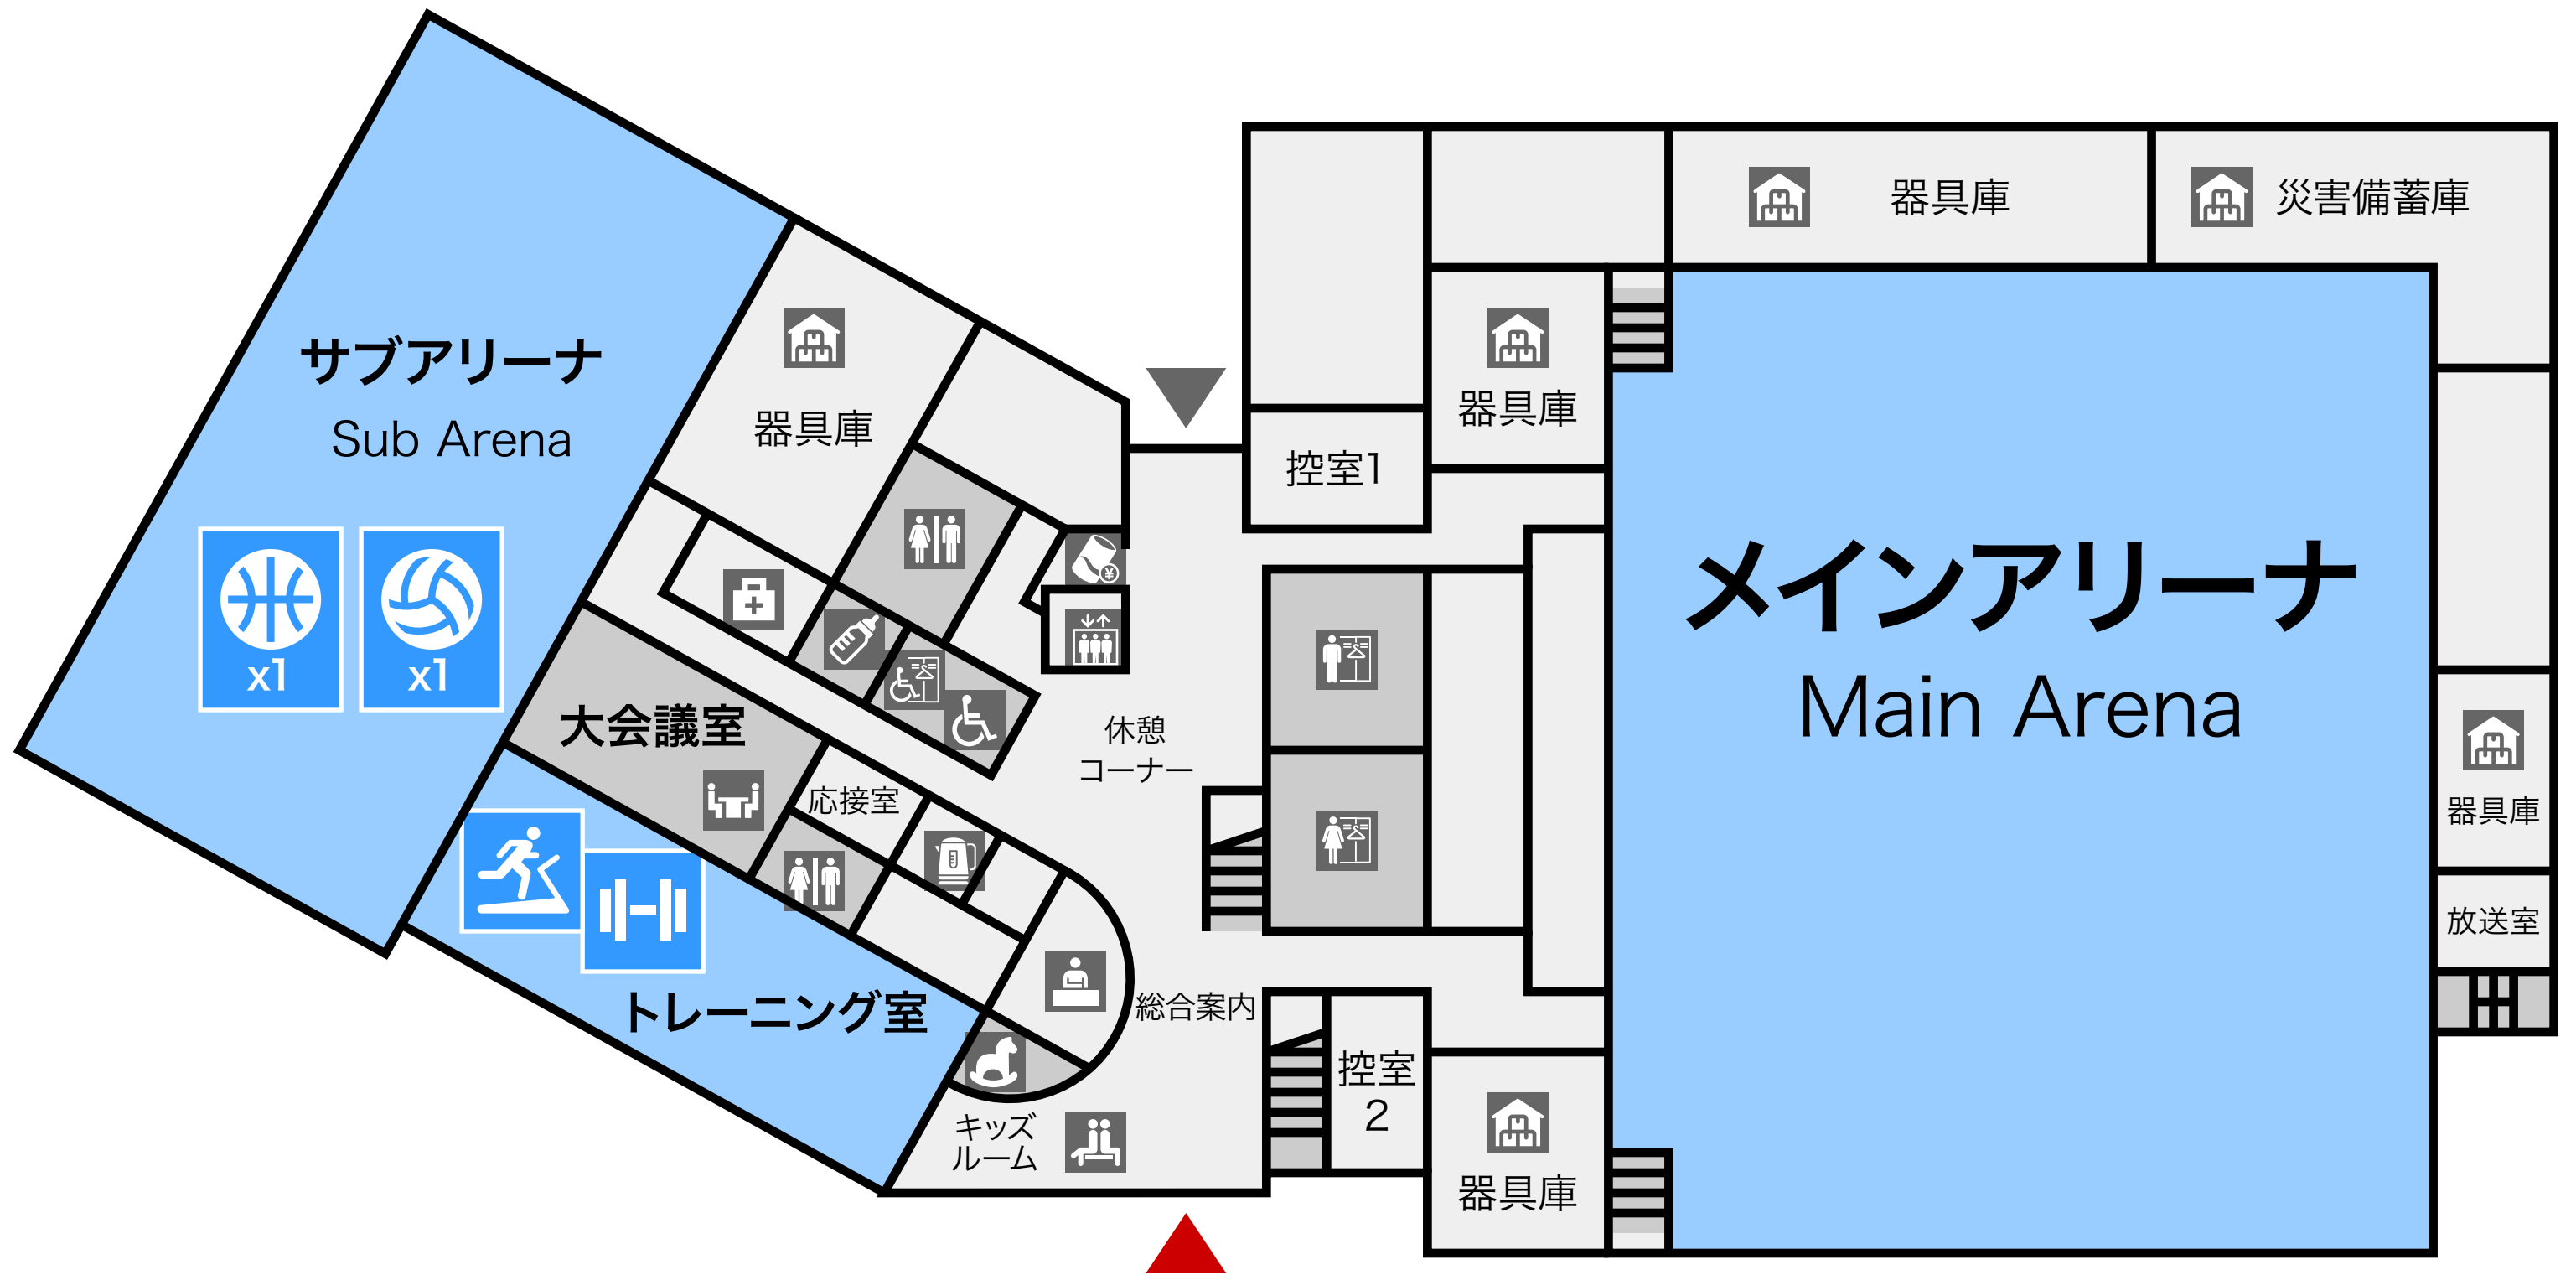 サブアリーナ
Sub Arena
x1
x1
器具庫
大会議室
応接室
トレーニング室
キッズ
ルーム
総合案内
休憩
コーナー
¥
控室1
控室
2
器具庫
器具庫
器具庫
災害備蓄庫
メインアリーナ
Main Arena
器具庫
放送室